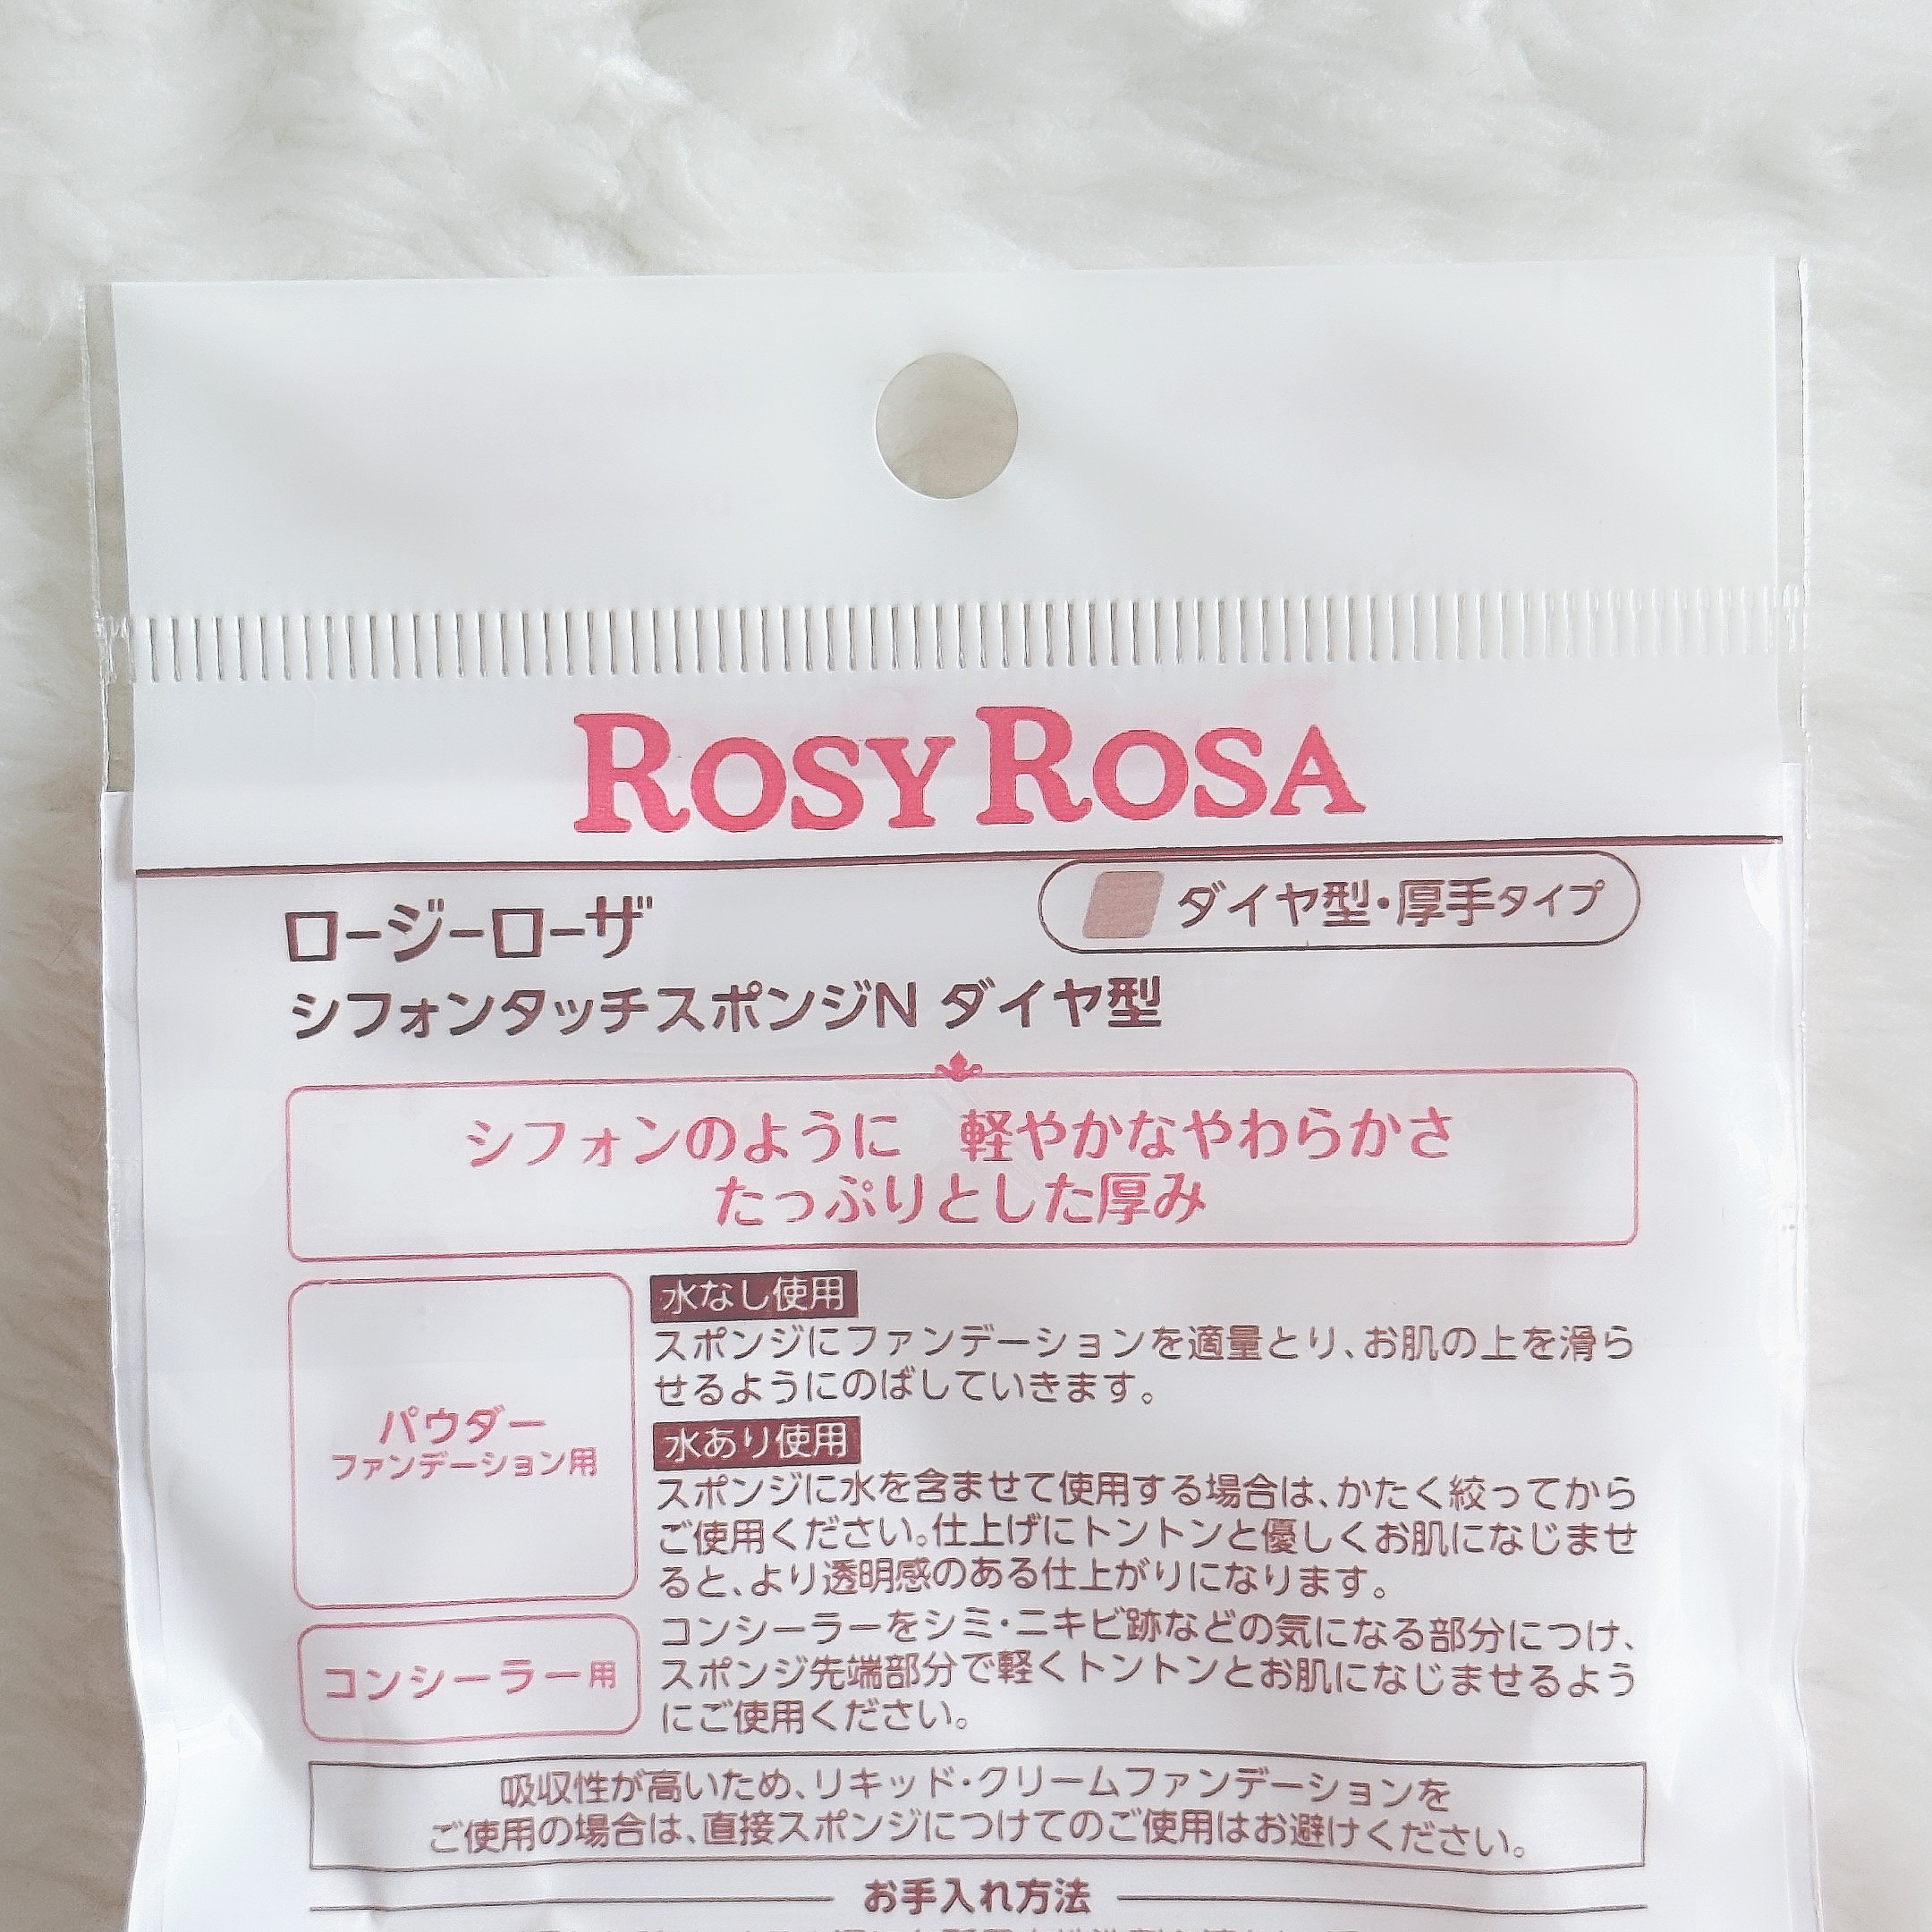 ROSY ROSA
ロージーローザ
ダイヤ型・厚手タイプ
シフォンタッチスポンジN ダイヤ型
シフォンのように 軽やかなやわらかさ
たっぷりとした厚み
パウダー
ファンデーション用
水なし使用
スポンジにファンデーションを適量とり、お肌の上を滑ら
せるようにのばしていきます。
水あり使用
スポンジに水を含ませて使用する場合は、かたく絞ってから
ご使用ください。仕上げにトントンと優しくお肌になじませ
ると、より透明感のある仕上がりになります。
コンシーラー用
コンシーラーをシミ・ニキビ跡などの気になる部分につけ、
スポンジ先端部分で軽くトントンとお肌になじませるよう
にご使用ください。
吸収性が高いため、リキッド・クリームファンデーションを
ご使用の場合は、直接スポンジにつけてのご使用はお避けください。
お手入れ方法